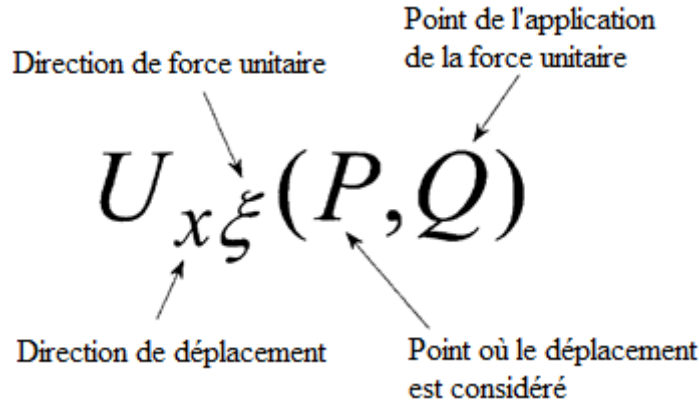 Point de l'application
de la force unitaire
Direction de force unitaire
U xξ (P,Q)
Direction de déplacement
Point où le déplacement
est considéré